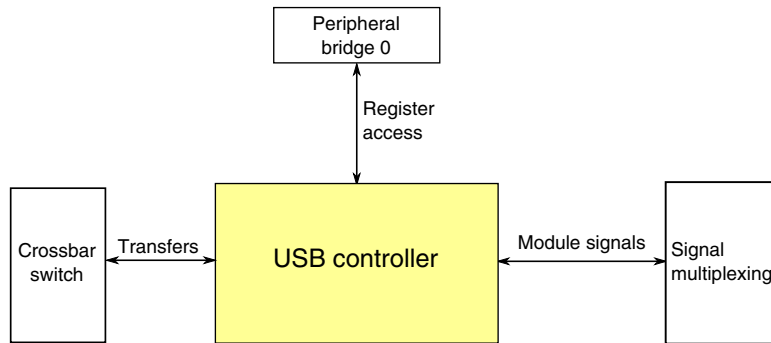 Peripheral
bridge 0
Register
access
Crossbar
switch
Transfers
USB controller
Module signals
Signal
multiplexing